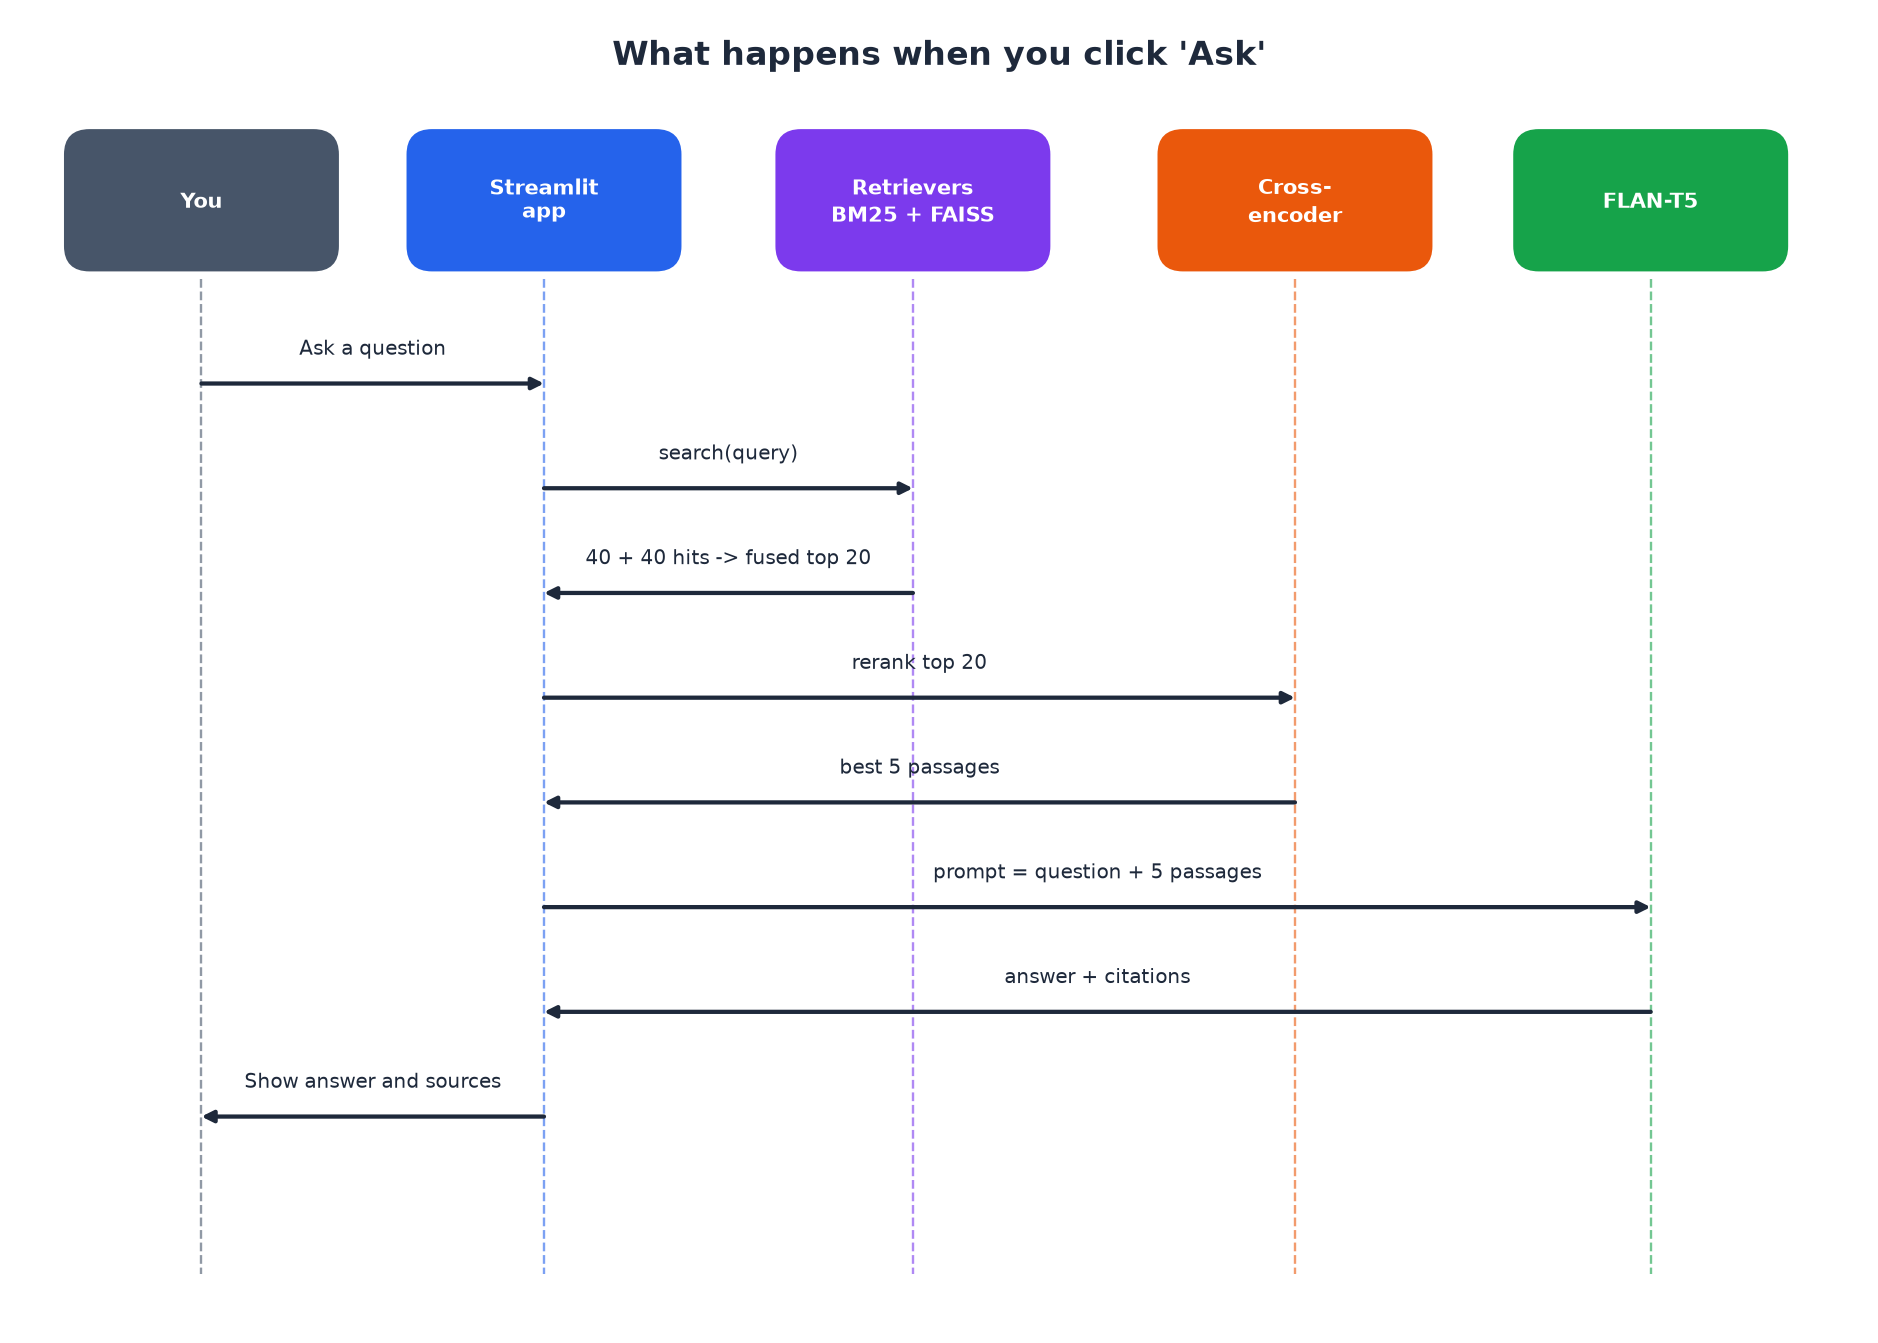 What happens when you click 'Ask'
You
Streamlit
app
Retrievers
BM25 + FAISS
Cross-
encoder
FLAN-T5
Ask a question
search(query)
40 + 40 hits -> fused top 20
rerank top 20
best 5 passages
prompt = question + 5 passages
answer + citations
Show answer and sources